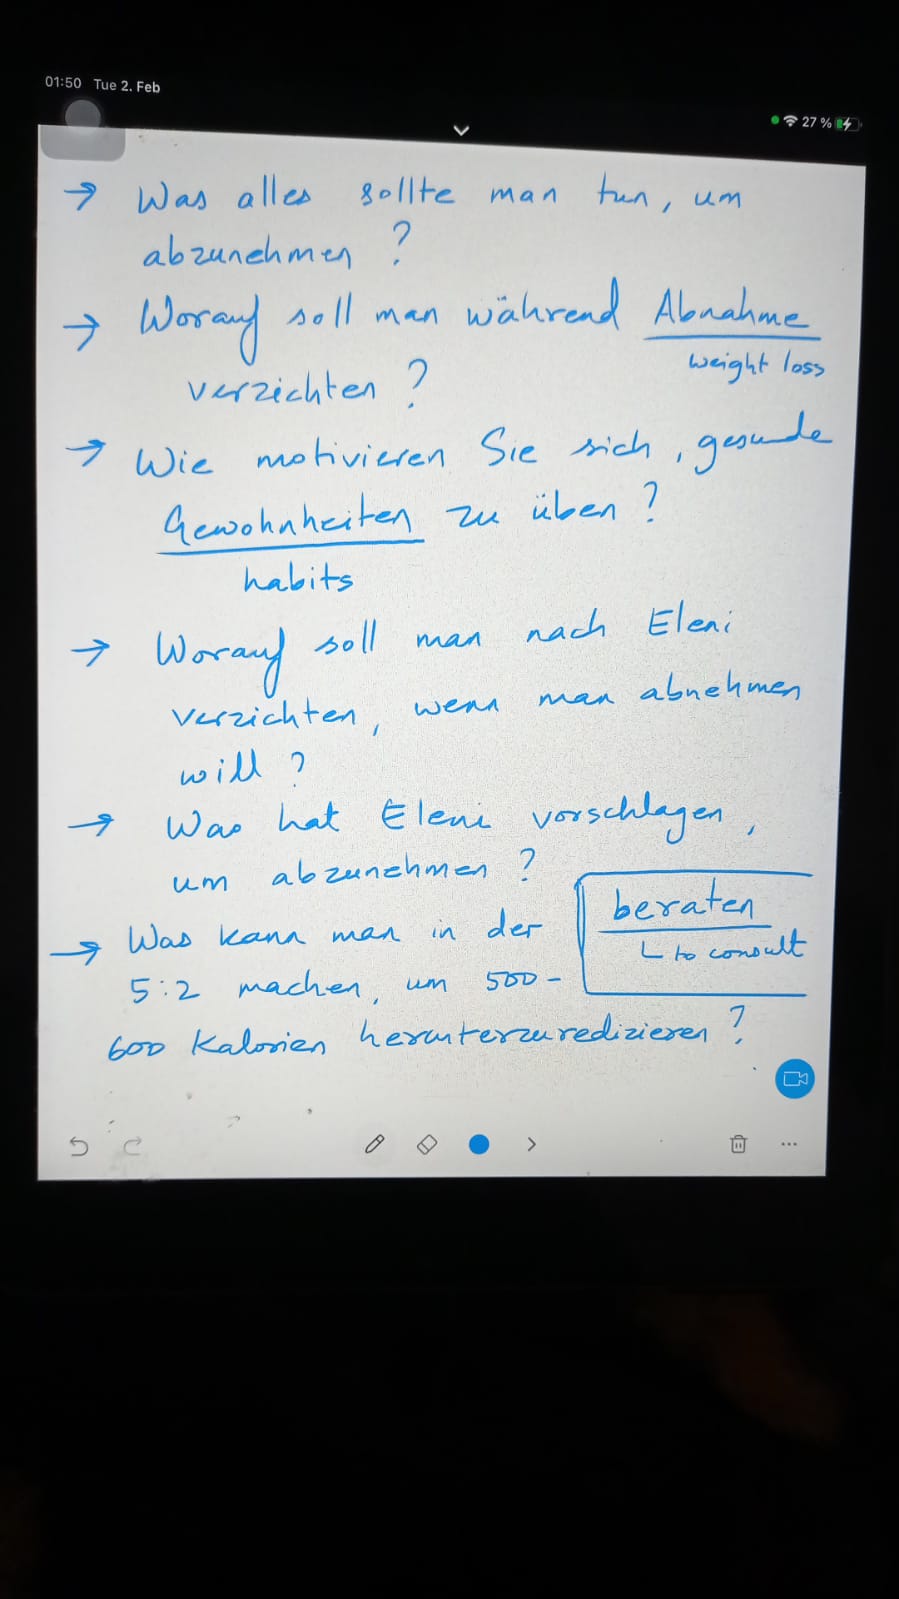 01:50 Tue 2. Feb
27 %
→ Was alles sollte man tun, um
abzunehmen ?
→ Worauf soll man während Abnahme
weight loss
verzichten ?
→ Wie motivieren Sie sich, gesunde
Gewohnheiten zu üben ?
habits
→ Worauf soll man nach Eleni
verzichten, wenn man abnehmen
will ?
→ Was hat Eleni vorschlagen,
um abzunehmen ?
beraten
↳ to consult
→ Was kann man in der
5:2 machen, um 500-
600 Kalorien herunterzuredizieren ?